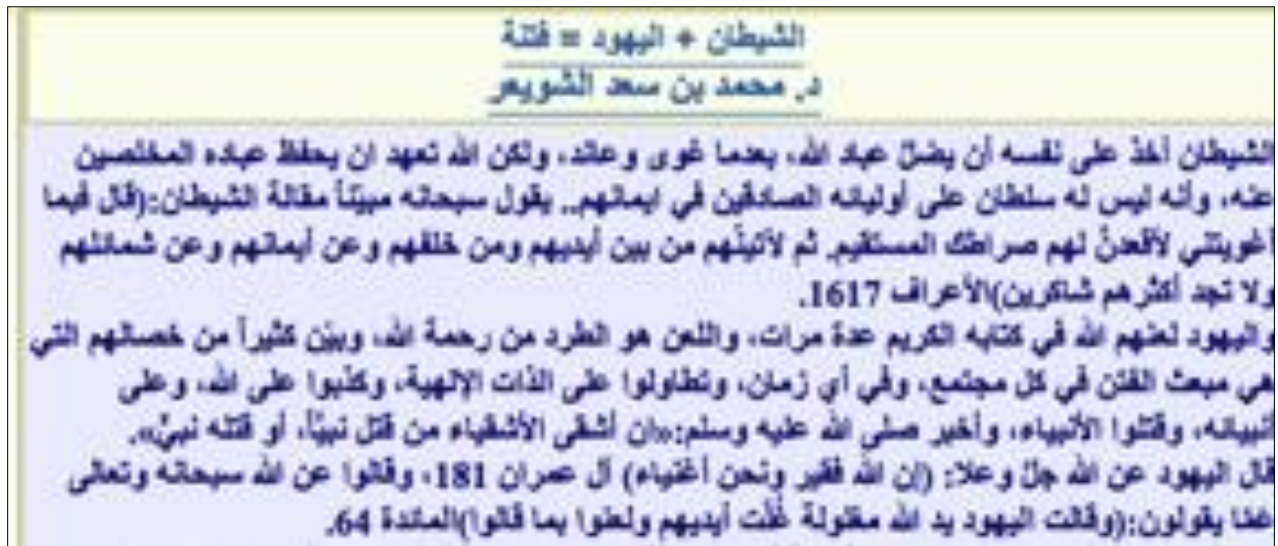 الشيطان + اليهود = فتنة
د. محمد بن سعد الشويعر
الشيطان أخذ على نفسه أن يضلّ عباد الله، بعدما غوى وعاند، ولكن الله تعهد ان يحفظ عباده المخلصين
عنه، وأنه ليس له سلطان على أوليائه الصادقين في ايمانهم.. يقول سبحانه مبيّناً مقالة الشيطان:(قال فبما
أغويتني لأقعدنّ لهم صراطك المستقيم. ثم لآتينّهم من بين أيديهم ومن خلفهم وعن أيمانهم وعن شمائلهم
ولا تجد أكثرهم شاكرين)الأعراف 1617.
واليهود لعنهم الله في كتابه الكريم عدة مرات، واللعن هو الطرد من رحمة الله، وبيّن كثيراً من خصالهم التي
هي مبعث الفتن في كل مجتمع، وفي أي زمان، وتطاولوا على الذات الإلهية، وكذبوا على الله، وعلى
أنبيائه، وقتلوا الأنبياء، وأخبر صلى الله عليه وسلم:«ان أشقى الأشقياء من قتل نبيّاً، أو قتله نبيّ».
قال اليهود عن الله جلّ وعلا: (إن الله فقير ونحن أغنياء) آل عمران 181، وقالوا عن الله سبحانه وتعالى
عمّا يقولون:(وقالت اليهود يد الله مغلولة غُلّت أيديهم ولعنوا بما قالوا)المائدة 64.